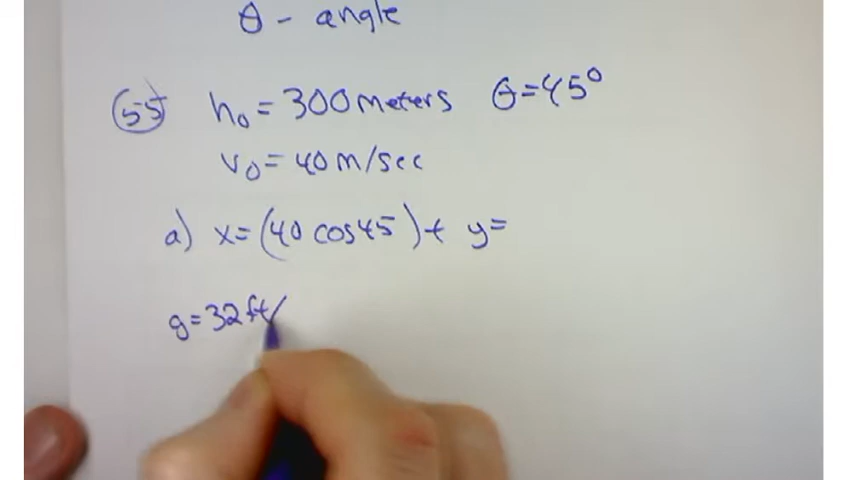 θ - angle
55 h₀ = 300 meters θ = 45°
v₀ = 40 m/sec
a) x = (40 cos 45) t y =
g = 32 ft/